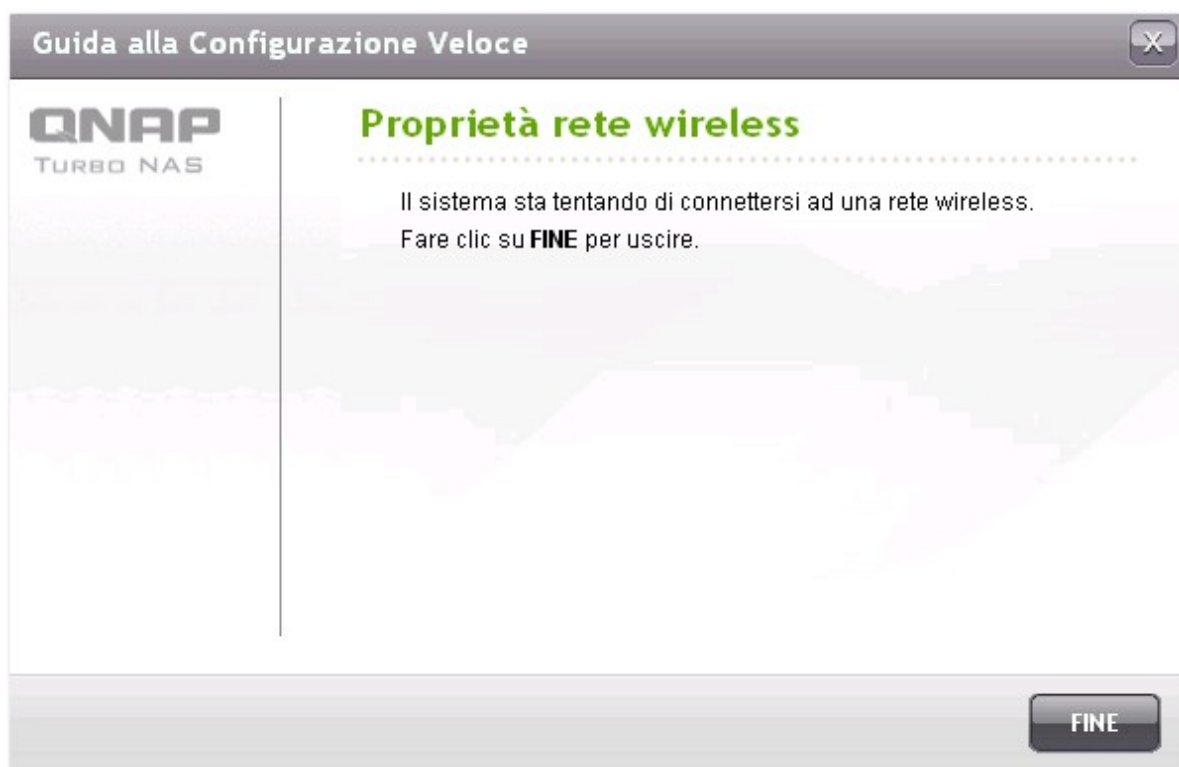 Guida alla Configurazione Veloce
X
QNAP
TURBO NAS
Proprietà rete wireless
Il sistema sta tentando di connettersi ad una rete wireless.
Fare clic su FINE per uscire.
FINE